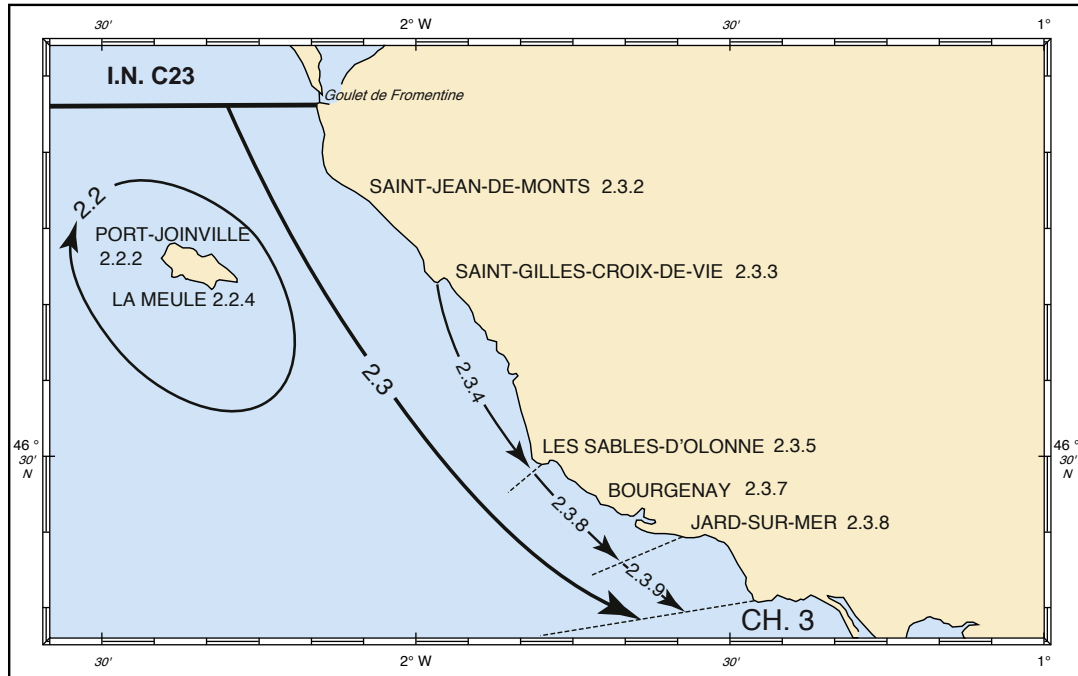 30'
2° W
30'
1°
I.N. C23
Goulet de Fromentine
SAINT-JEAN-DE-MONTS 2.3.2
2.2
PORT-JOINVILLE
2.2.2
SAINT-GILLES-CROIX-DE-VIE 2.3.3
LA MEULE 2.2.4
2.3
2.3.4
46 °
30'
N
46 °
30'
N
LES SABLES-D'OLONNE 2.3.5
BOURGENAY 2.3.7
2.3.8
JARD-SUR-MER 2.3.8
2.3.9
CH. 3
30'
2° W
30'
1°